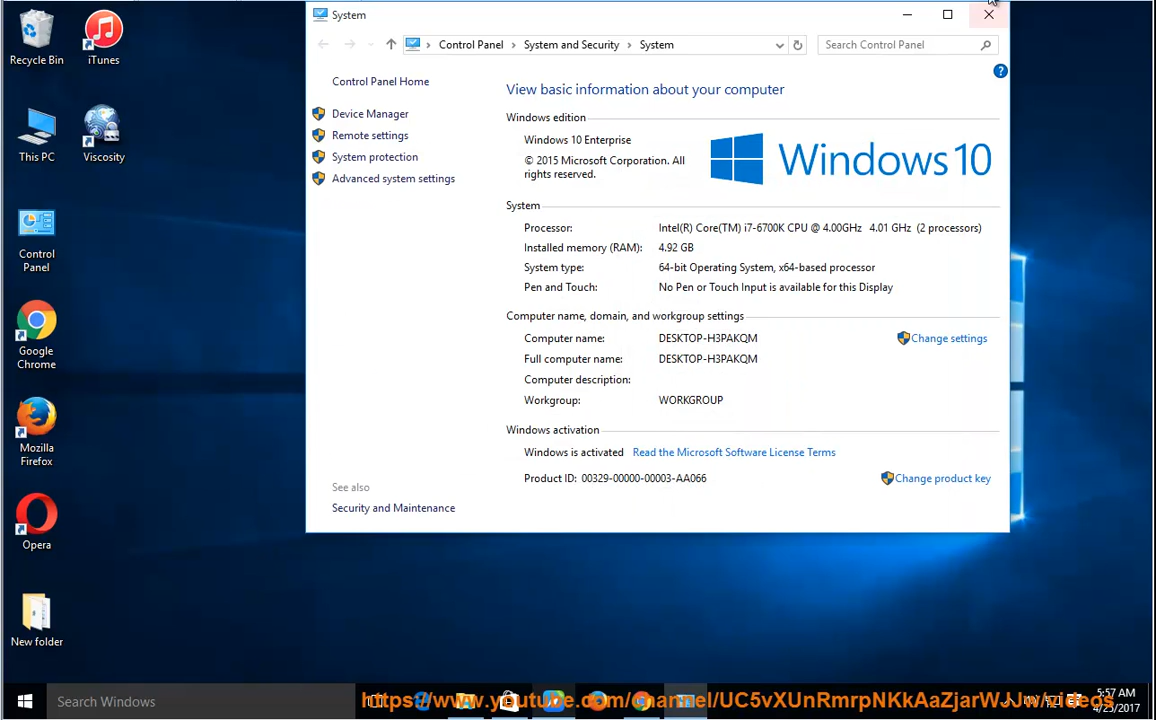 System
Control Panel > System and Security > System
Search Control Panel
Recycle Bin
iTunes
This PC
Viscosity
Control Panel
Google Chrome
Mozilla Firefox
Opera
New folder
Control Panel Home
Device Manager
Remote settings
System protection
Advanced system settings
See also
Security and Maintenance
View basic information about your computer
Windows edition
Windows 10 Enterprise
© 2015 Microsoft Corporation. All
rights reserved.
Windows 10
System
Processor: Intel(R) Core(TM) i7-6700K CPU @ 4.00GHz 4.01 GHz (2 processors)
Installed memory (RAM): 4.92 GB
System type: 64-bit Operating System, x64-based processor
Pen and Touch: No Pen or Touch Input is available for this Display
Computer name, domain, and workgroup settings
Computer name: DESKTOP-H3PAKQM Change settings
Full computer name: DESKTOP-H3PAKQM
Computer description:
Workgroup: WORKGROUP
Windows activation
Windows is activated Read the Microsoft Software License Terms
Product ID: 00329-00000-00003-AA066 Change product key
Search Windows
5:57 AM
4/25/2017